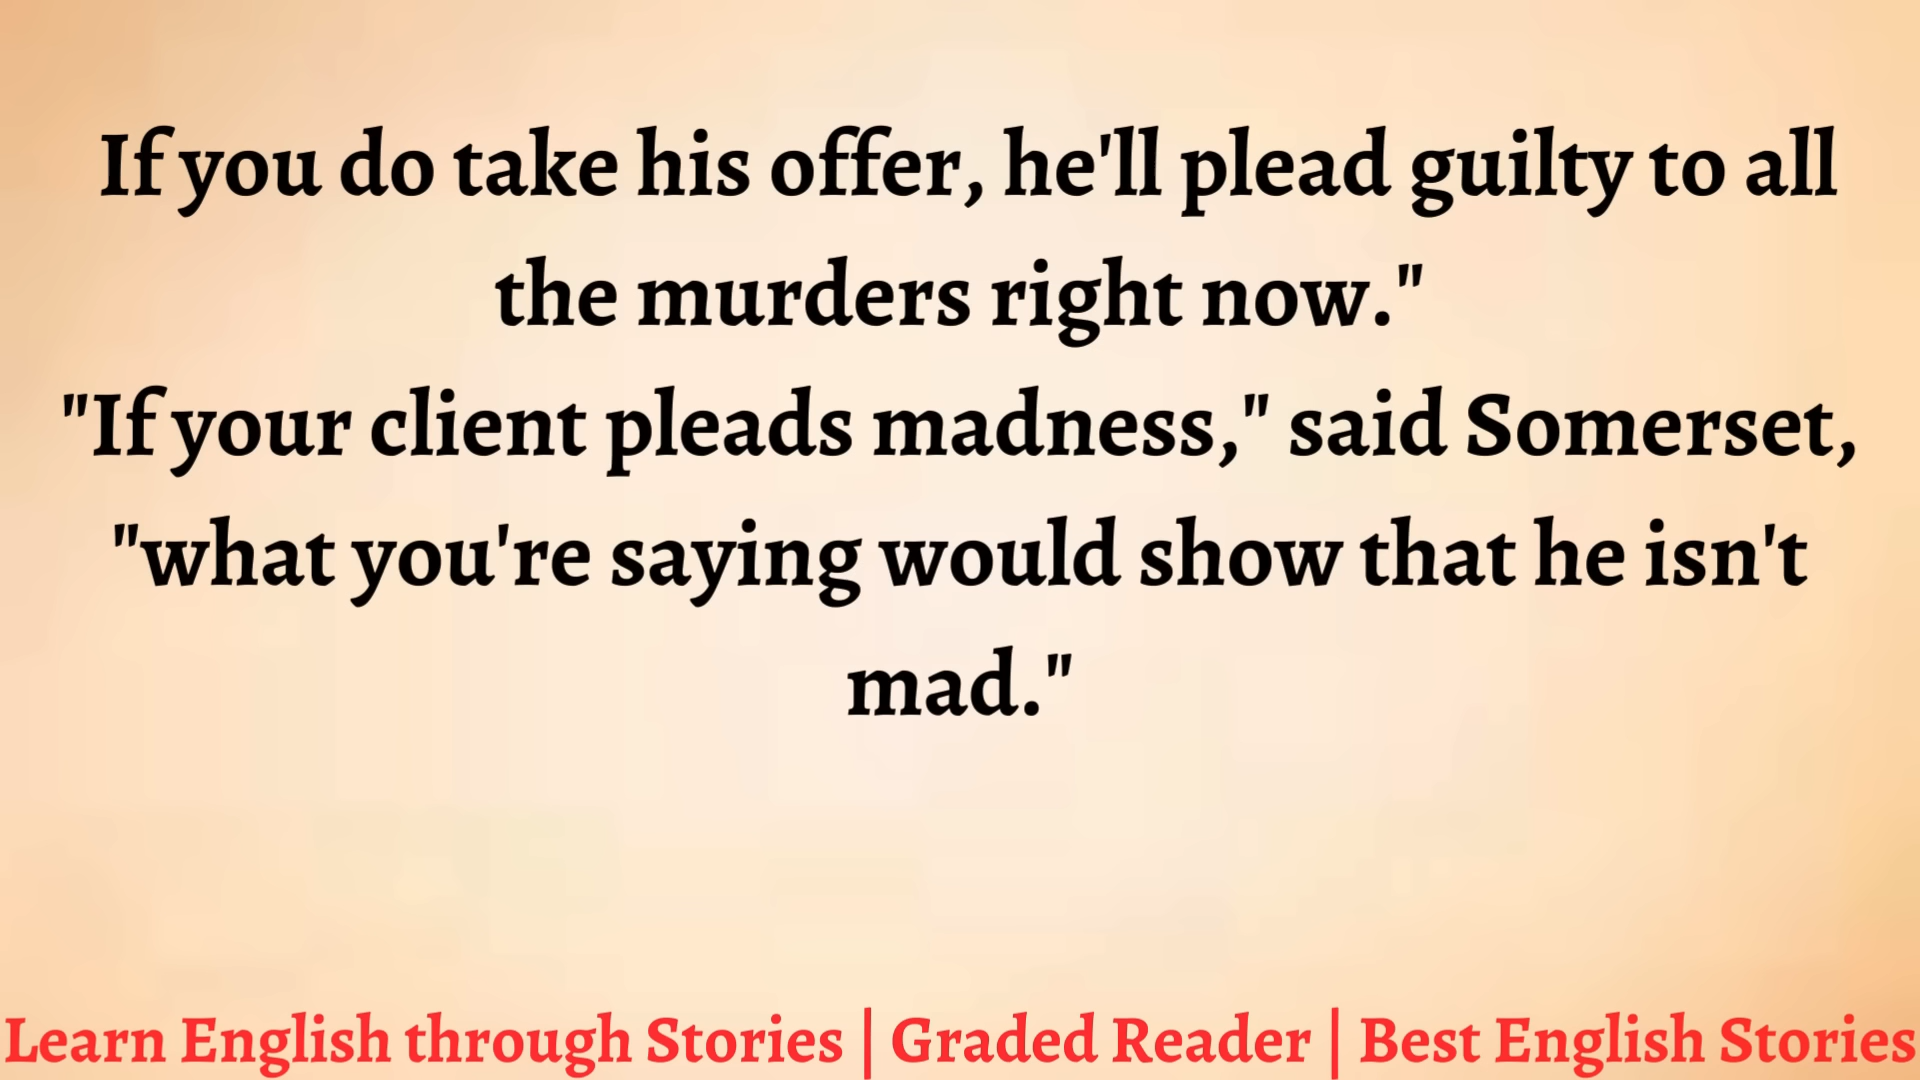 If you do take his offer, he'll plead guilty to all
the murders right now."
"If your client pleads madness," said Somerset,
"what you're saying would show that he isn't
mad."
Learn English through Stories | Graded Reader | Best English Stories